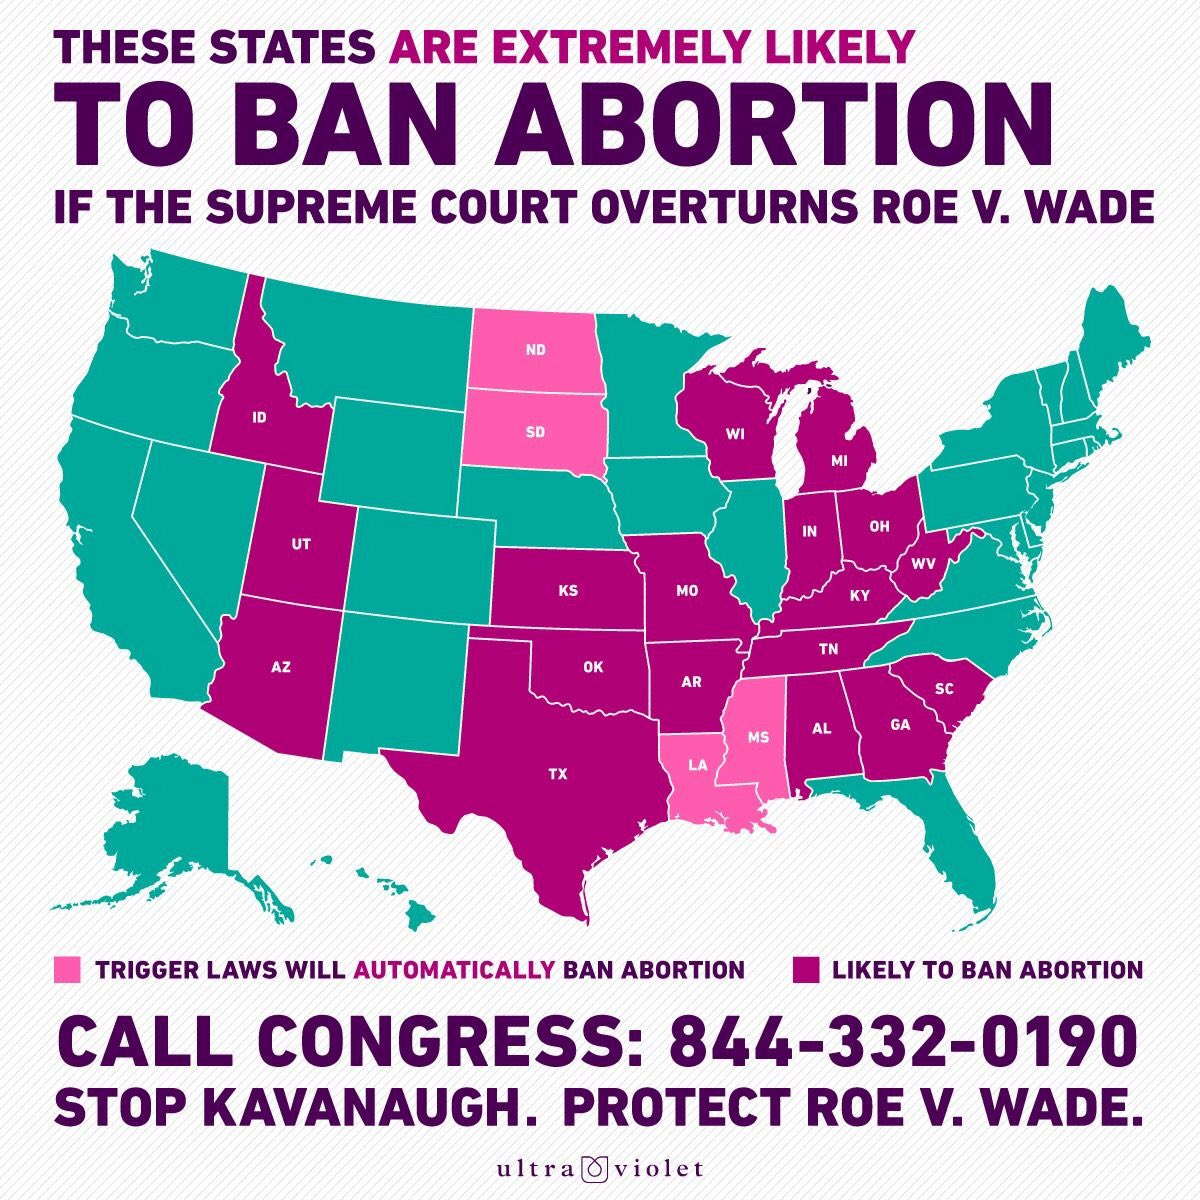 THESE STATES ARE EXTREMELY LIKELY
TO BAN ABORTION
IF THE SUPREME COURT OVERTURNS ROE V. WADE
ND
SD
ID
WI
MI
UT
IN
OH
WV
KS
MO
KY
AZ
OK
AR
TN
SC
TX
LA
MS
AL
GA
TRIGGER LAWS WILL AUTOMATICALLY BAN ABORTION
LIKELY TO BAN ABORTION
CALL CONGRESS: 844-332-0190
STOP KAVANAUGH. PROTECT ROE V. WADE.
ultra violet